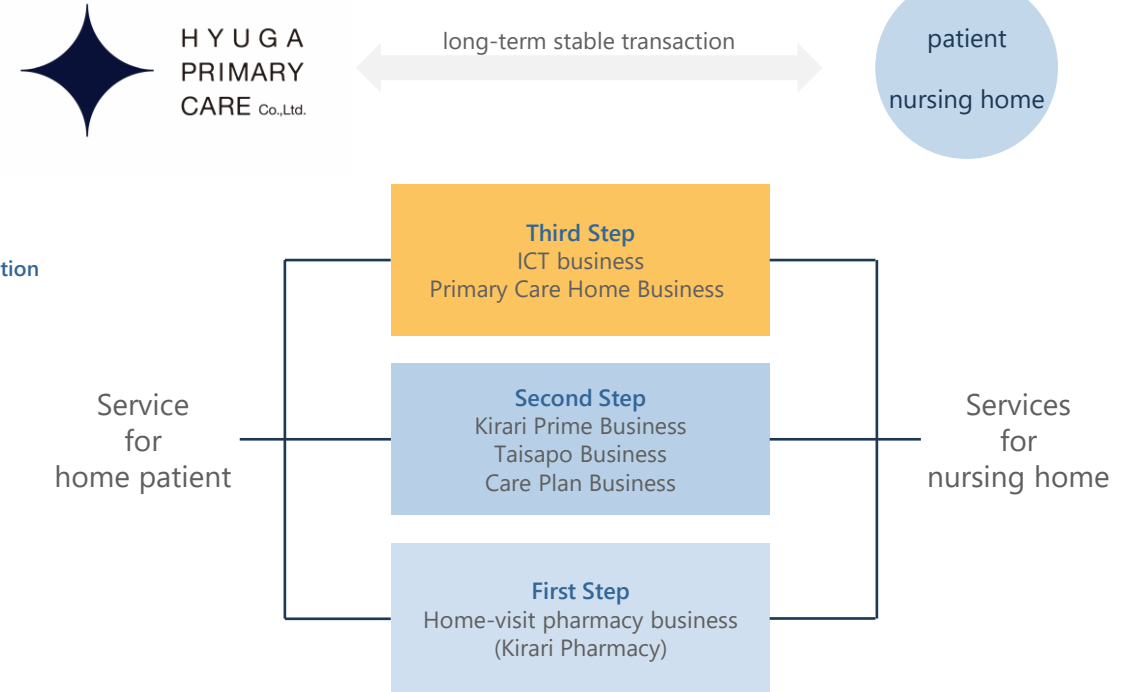 HYUGA
PRIMARY
CARE Co.,Ltd.
long-term stable transaction
patient
nursing home
Third Step
ICT business
Primary Care Home Business
tion
Second Step
Kirari Prime Business
Taisapo Business
Care Plan Business
Service
for
home patient
Services
for
nursing home
First Step
Home-visit pharmacy business
(Kirari Pharmacy)